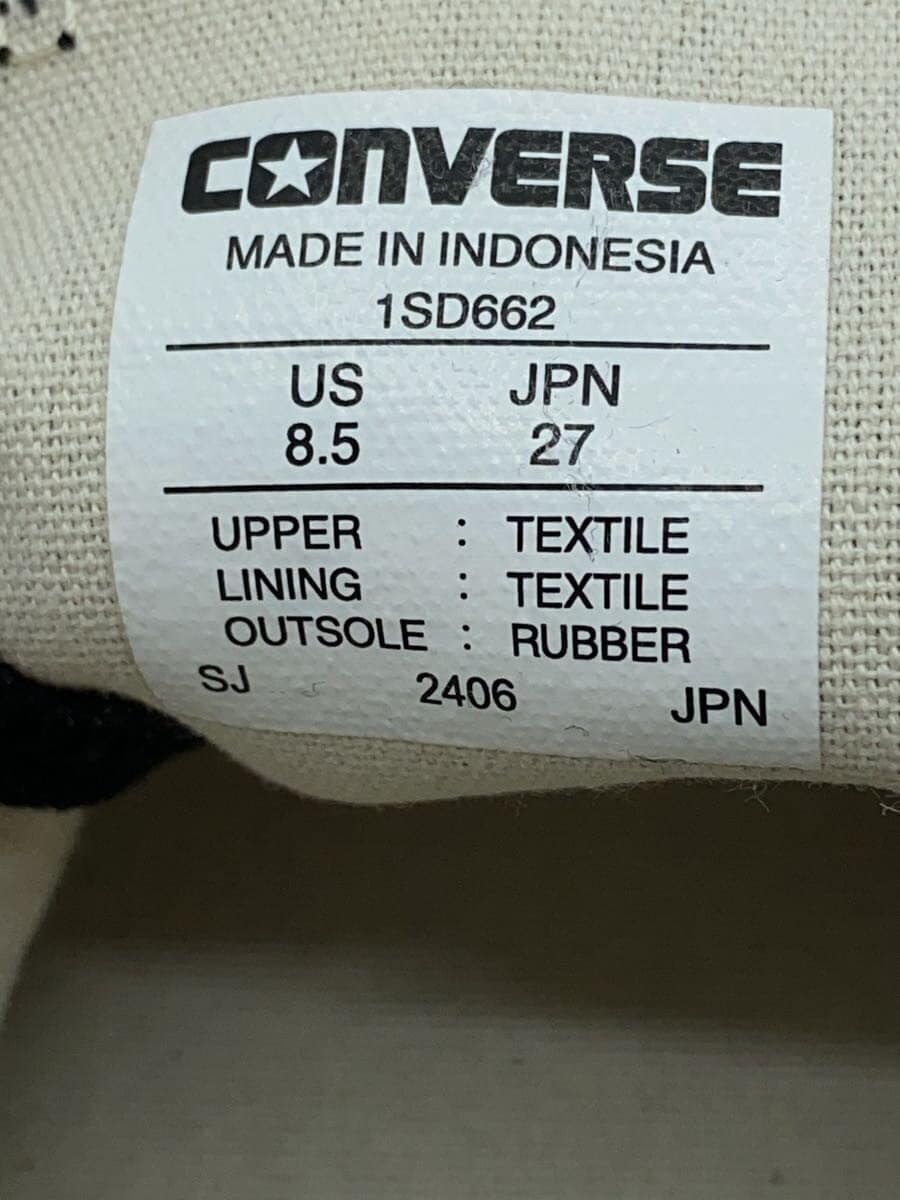 CONVERSE
MADE IN INDONESIA
1SD662
US JPN
8.5 27
UPPER : TEXTILE
LINING : TEXTILE
OUTSOLE : RUBBER
SJ 2406 JPN